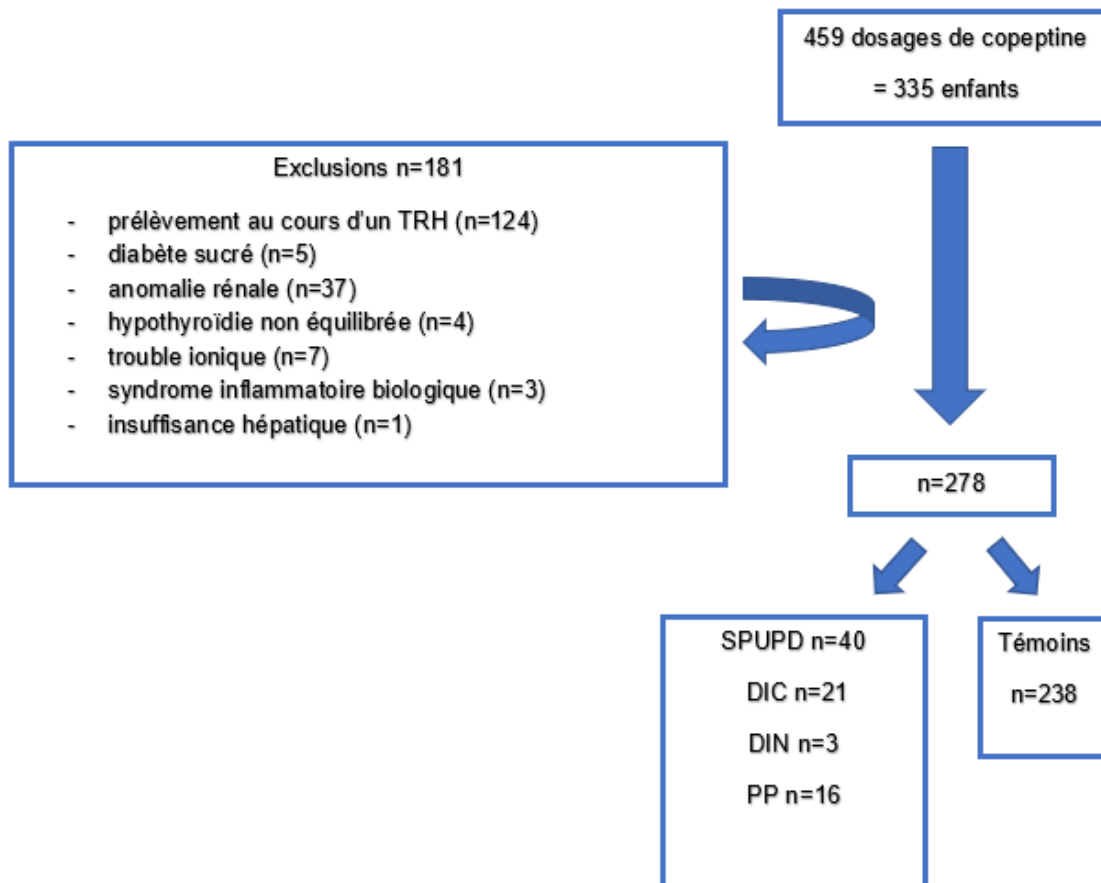 459 dosages de copeptine
= 335 enfants
Exclusions n=181
- prélèvement au cours d'un TRH (n=124)
- diabète sucré (n=5)
- anomalie rénale (n=37)
- hypothyroïdie non équilibrée (n=4)
- trouble ionique (n=7)
- syndrome inflammatoire biologique (n=3)
- insuffisance hépatique (n=1)
n=278
SPUPD n=40
DIC n=21
DIN n=3
PP n=16
Témoins
n=238